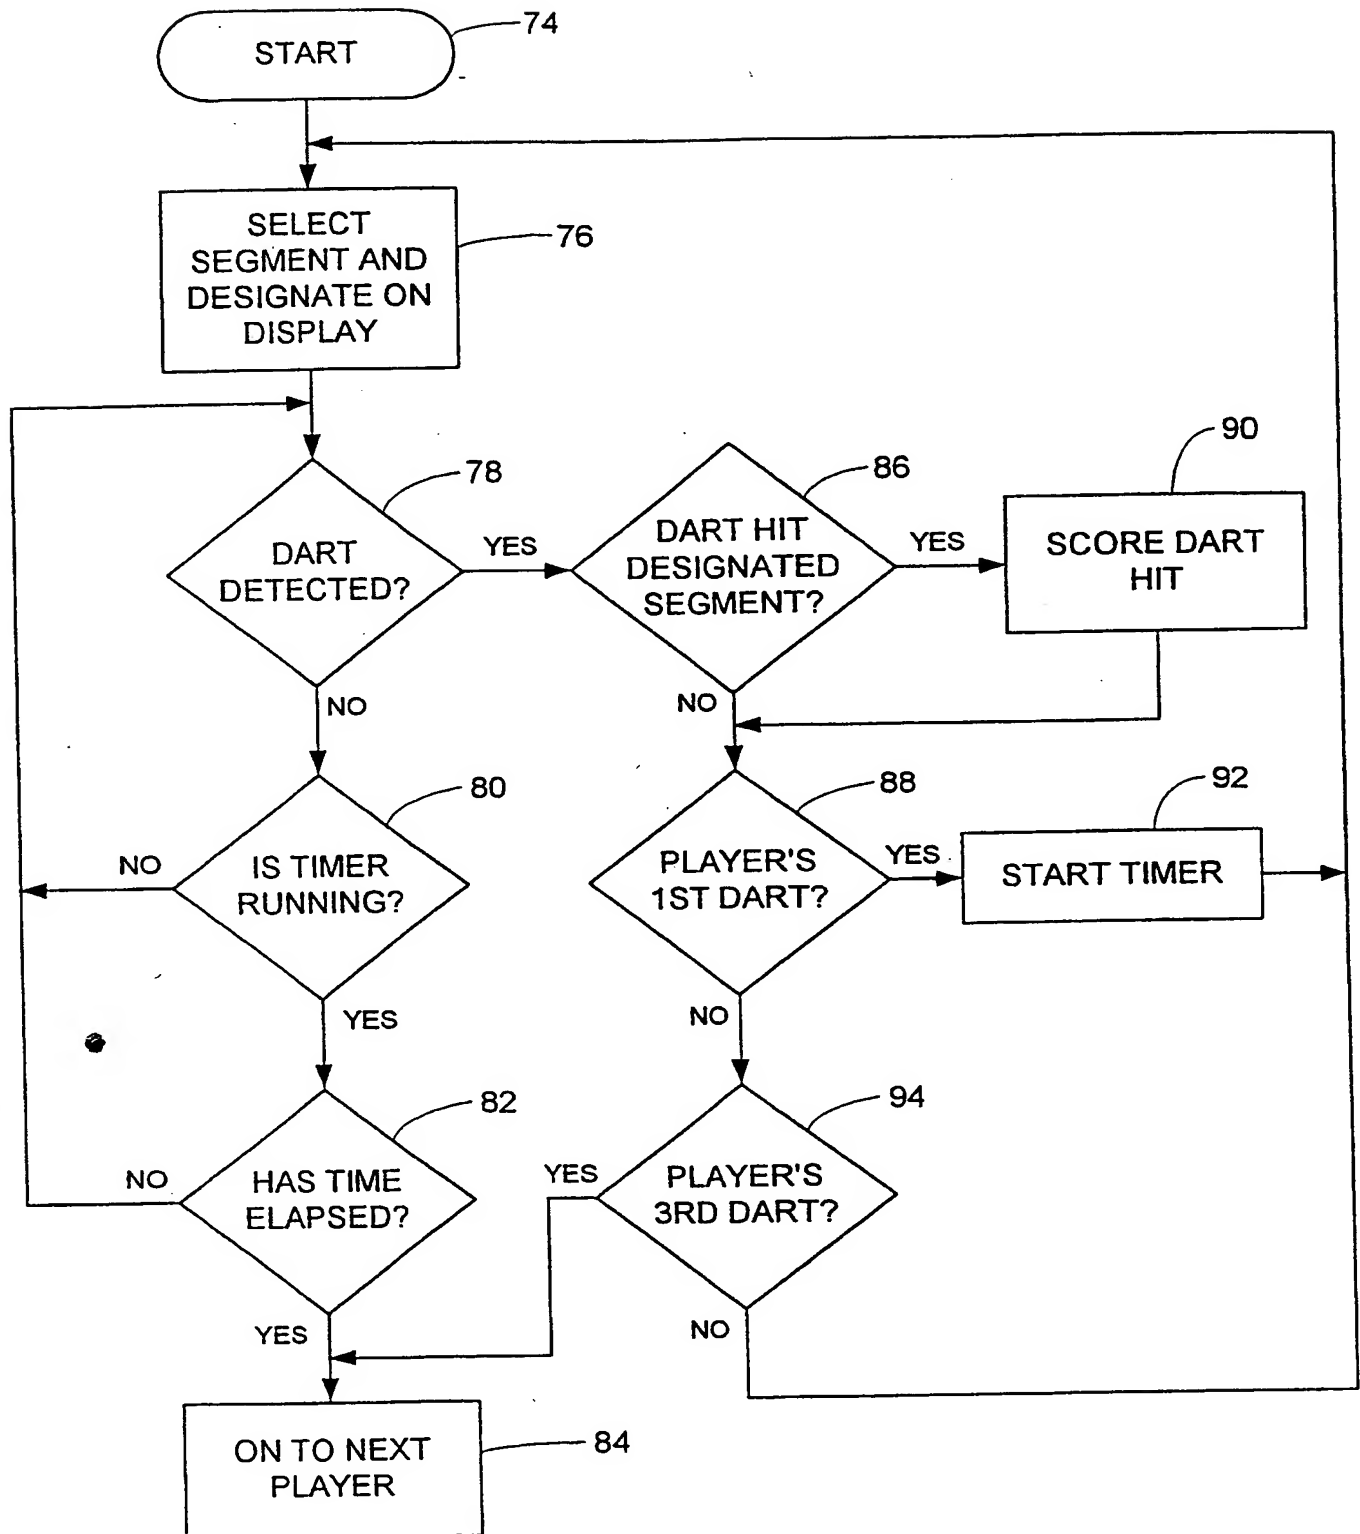 START
74
SELECT
SEGMENT AND
DESIGNATE ON
DISPLAY
76
DART
DETECTED?
78
YES
NO
DART HIT
DESIGNATED
SEGMENT?
86
YES
NO
SCORE DART
HIT
90
IS TIMER
RUNNING?
80
NO
YES
PLAYER'S
1ST DART?
88
YES
NO
START TIMER
92
HAS TIME
ELAPSED?
82
NO
YES
PLAYER'S
3RD DART?
94
YES
NO
ON TO NEXT
PLAYER
84